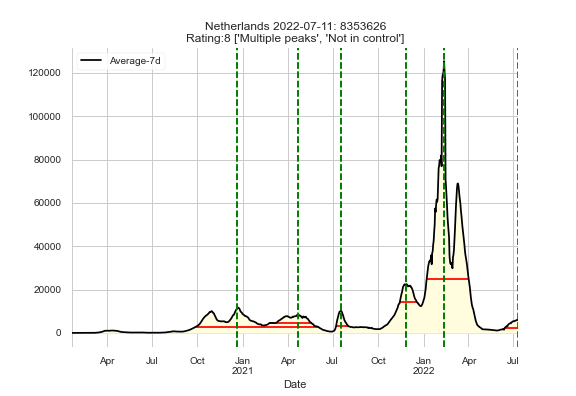 Netherlands 2022-07-11: 8353626
Rating:8 ['Multiple peaks', 'Not in control']
Average-7d
120000
100000
80000
60000
40000
20000
0
Apr Jul Oct Jan Apr Jul Oct Jan Apr Jul
2021 2022
Date